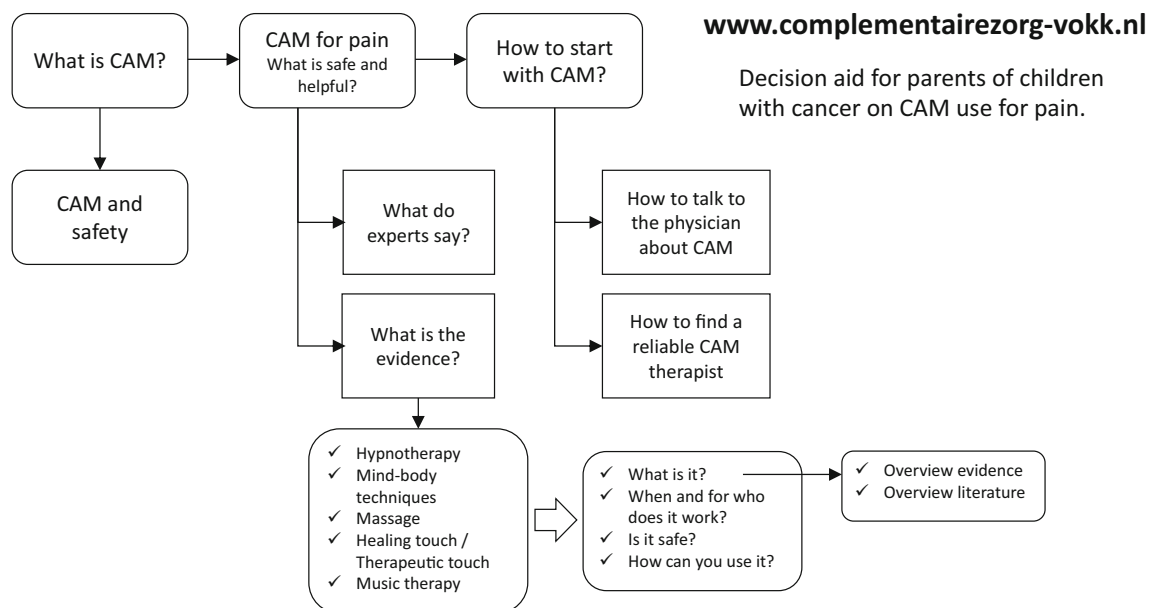 www.complementairezorg-vokk.nl
Decision aid for parents of children
with cancer on CAM use for pain.
What is CAM?
CAM for pain
What is safe and
helpful?
How to start
with CAM?
CAM and
safety
What do
experts say?
How to talk to
the physician
about CAM
What is the
evidence?
How to find a
reliable CAM
therapist
✓ Hypnotherapy
✓ Mind-body
techniques
✓ Massage
✓ Healing touch /
Therapeutic touch
✓ Music therapy
✓ What is it?
✓ When and for who
does it work?
✓ Is it safe?
✓ How can you use it?
✓ Overview evidence
✓ Overview literature